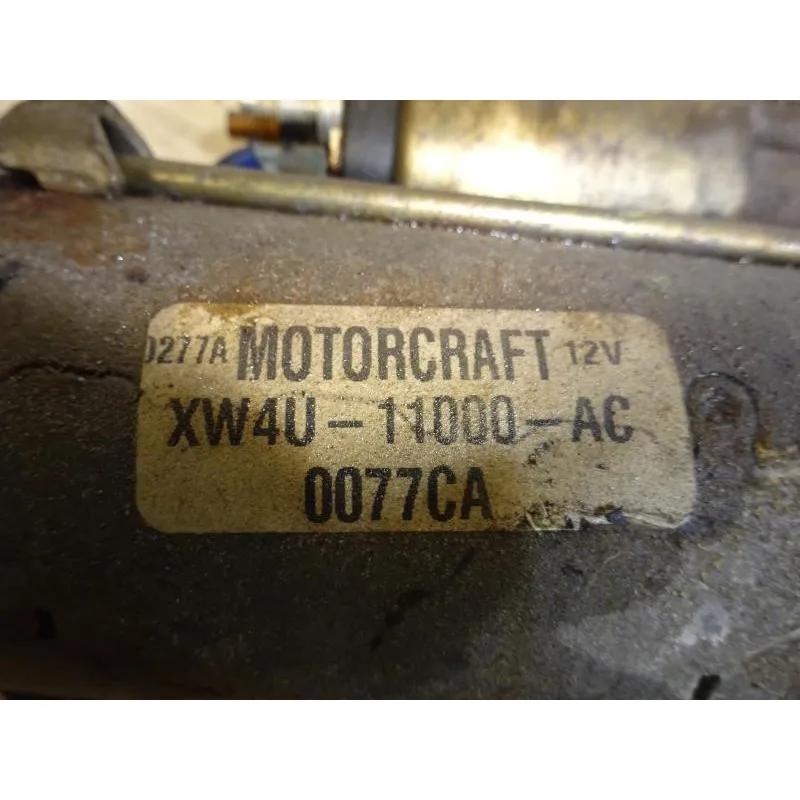 0277A MOTORCRAFT 12V
XW4U-11000-AC
0077CA